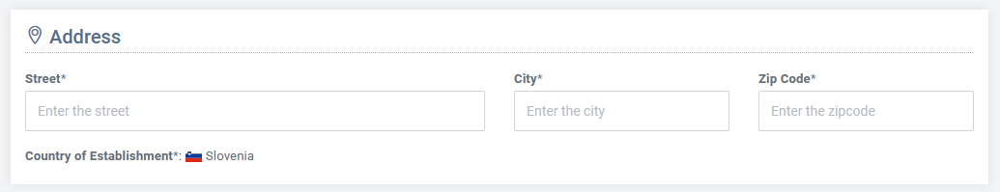 Address
Street* City* Zip Code*
Enter the street Enter the city Enter the zipcode
Country of Establishment*: Slovenia